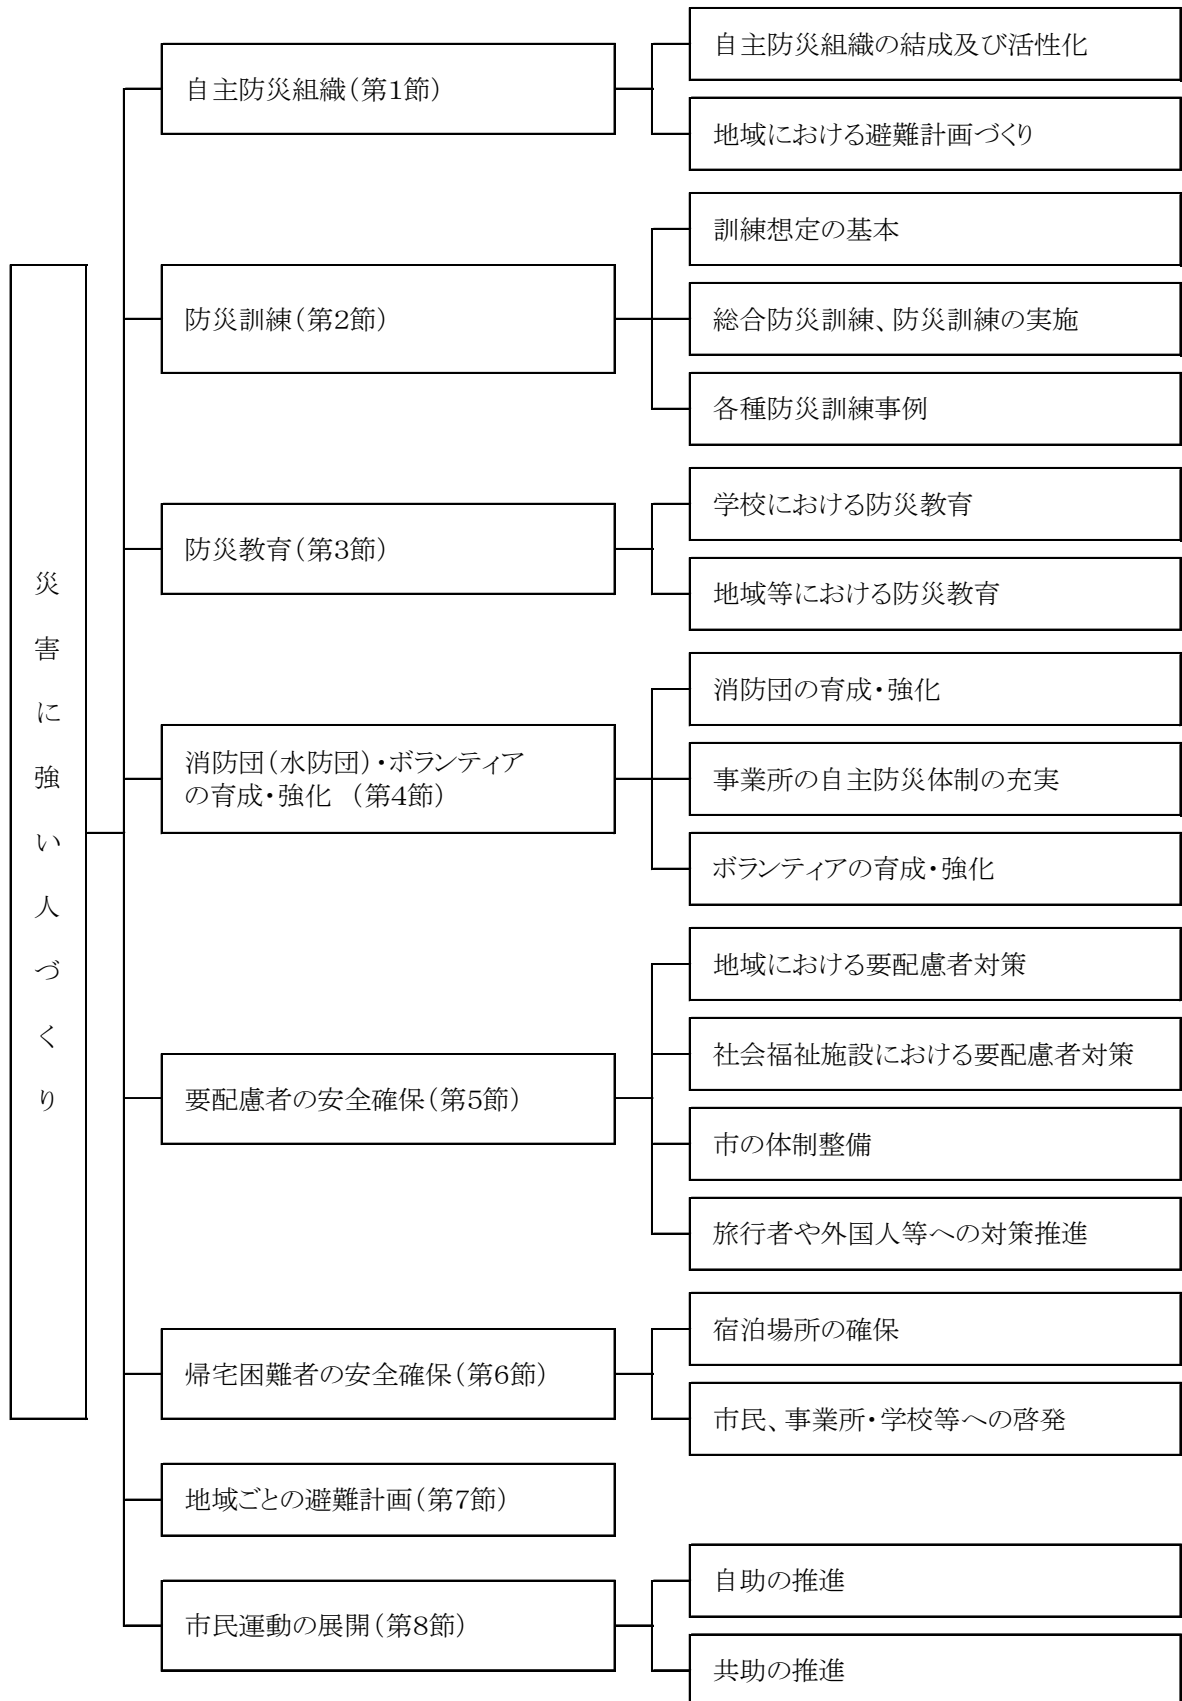 災害に強い人づくり
自主防災組織（第1節）
自主防災組織の結成及び活性化
地域における避難計画づくり
防災訓練（第2節）
訓練想定の基本
総合防災訓練、防災訓練の実施
各種防災訓練事例
防災教育（第3節）
学校における防災教育
地域等における防災教育
消防団（水防団）・ボランティア
の育成・強化　（第4節）
消防団の育成・強化
事業所の自主防災体制の充実
ボランティアの育成・強化
要配慮者の安全確保（第5節）
地域における要配慮者対策
社会福祉施設における要配慮者対策
市の体制整備
旅行者や外国人等への対策推進
帰宅困難者の安全確保（第6節）
宿泊場所の確保
市民、事業所・学校等への啓発
地域ごとの避難計画（第7節）
市民運動の展開（第8節）
自助の推進
共助の推進